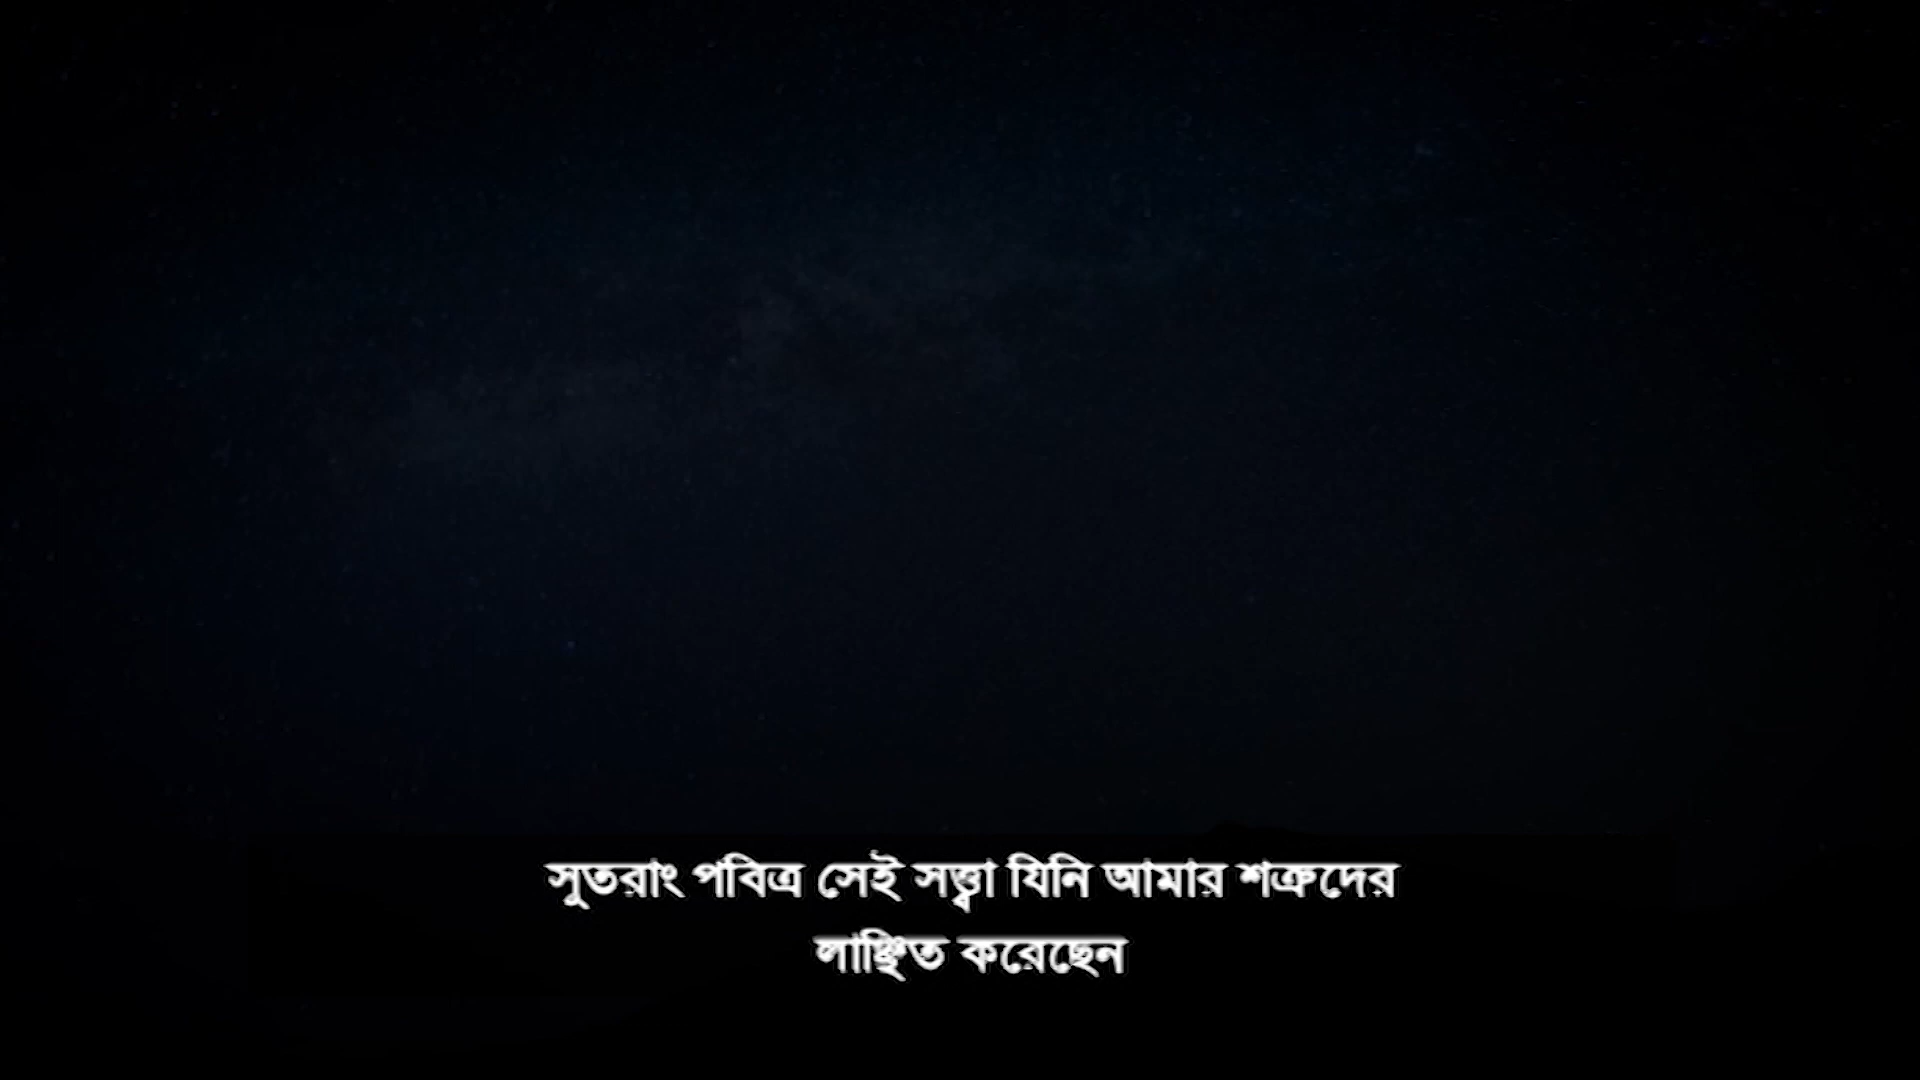 সুতরাং পবিত্র সেই সত্ত্বা যিনি আমার শত্রুদের
লাঞ্ছিত করেছেন